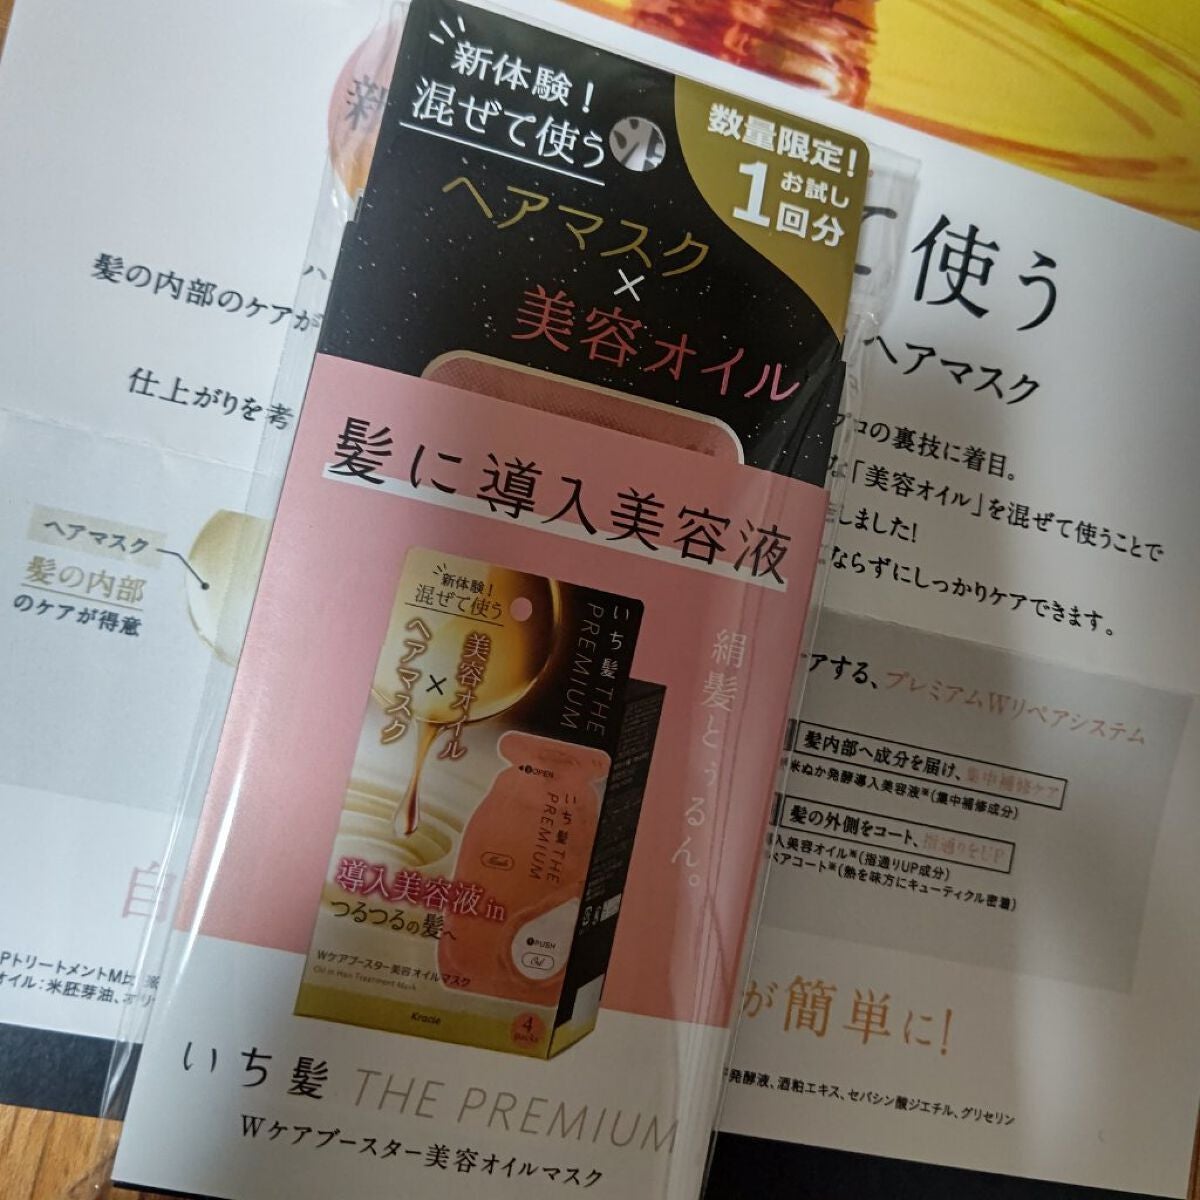 新体験!
混ぜて使う
数量限定!
お試し
1回分
ヘアマスク
×
美容オイル
髪に導入美容液
新体験!
混ぜて使う
美容オイル
×
ヘアマスク
いち髪 THE
PREMIUM
OPEN
いち髪 THE
PREMIUM
Mask
導入美容液in
つるつるの髪へ
①PUSH
Oil
Wケアブースター美容オイルマスク
Oil in Hair Treatment Mask
Kracie
4
packs
絹髪とぅるん。
いち髪 THE PREMIUM
Wケアブースター美容オイルマスク
髪の内部のケアが
仕上がりを考
ヘアマスク
髪の内部
のケアが得意
自
て使う
ヘアマスク
プロの裏技に着目。
な「美容オイル」を混ぜて使うことで
しました!
ならずにしっかりケアできます。
アする、プレミアムWリペアシステム
髪内部へ成分を届け、集中補修ケア
米ぬか発酵導入美容液※(集中補修成分)
髪の外側をコート、指通りをUP
入美容オイル※(指通りUP成分)
ペアコート※(熱を味方にキューティクル密着)
が簡単に!
発酵液、酒粕エキス、セバシン酸ジエチル、グリセリン
PトリートメントM比
オイル:米胚芽油、オリ